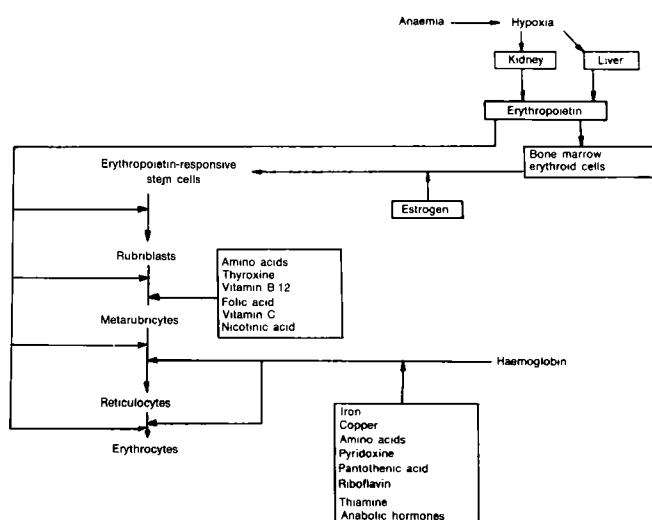 Anaemia
Hypoxia
Kidney
Liver
Erythropoietin
Bone marrow
erythroid cells
Erythropoietin-responsive
stem cells
Estrogen
Rubriblasts
Amino acids
Thyroxine
Vitamin B 12
Folic acid
Vitamin C
Nicotinic acid
Metarubricytes
Haemoglobin
Reticulocytes
Erythrocytes
Iron
Copper
Amino acids
Pyridoxine
Pantothenic acid
Riboflavin
Thiamine
Anabolic hormones